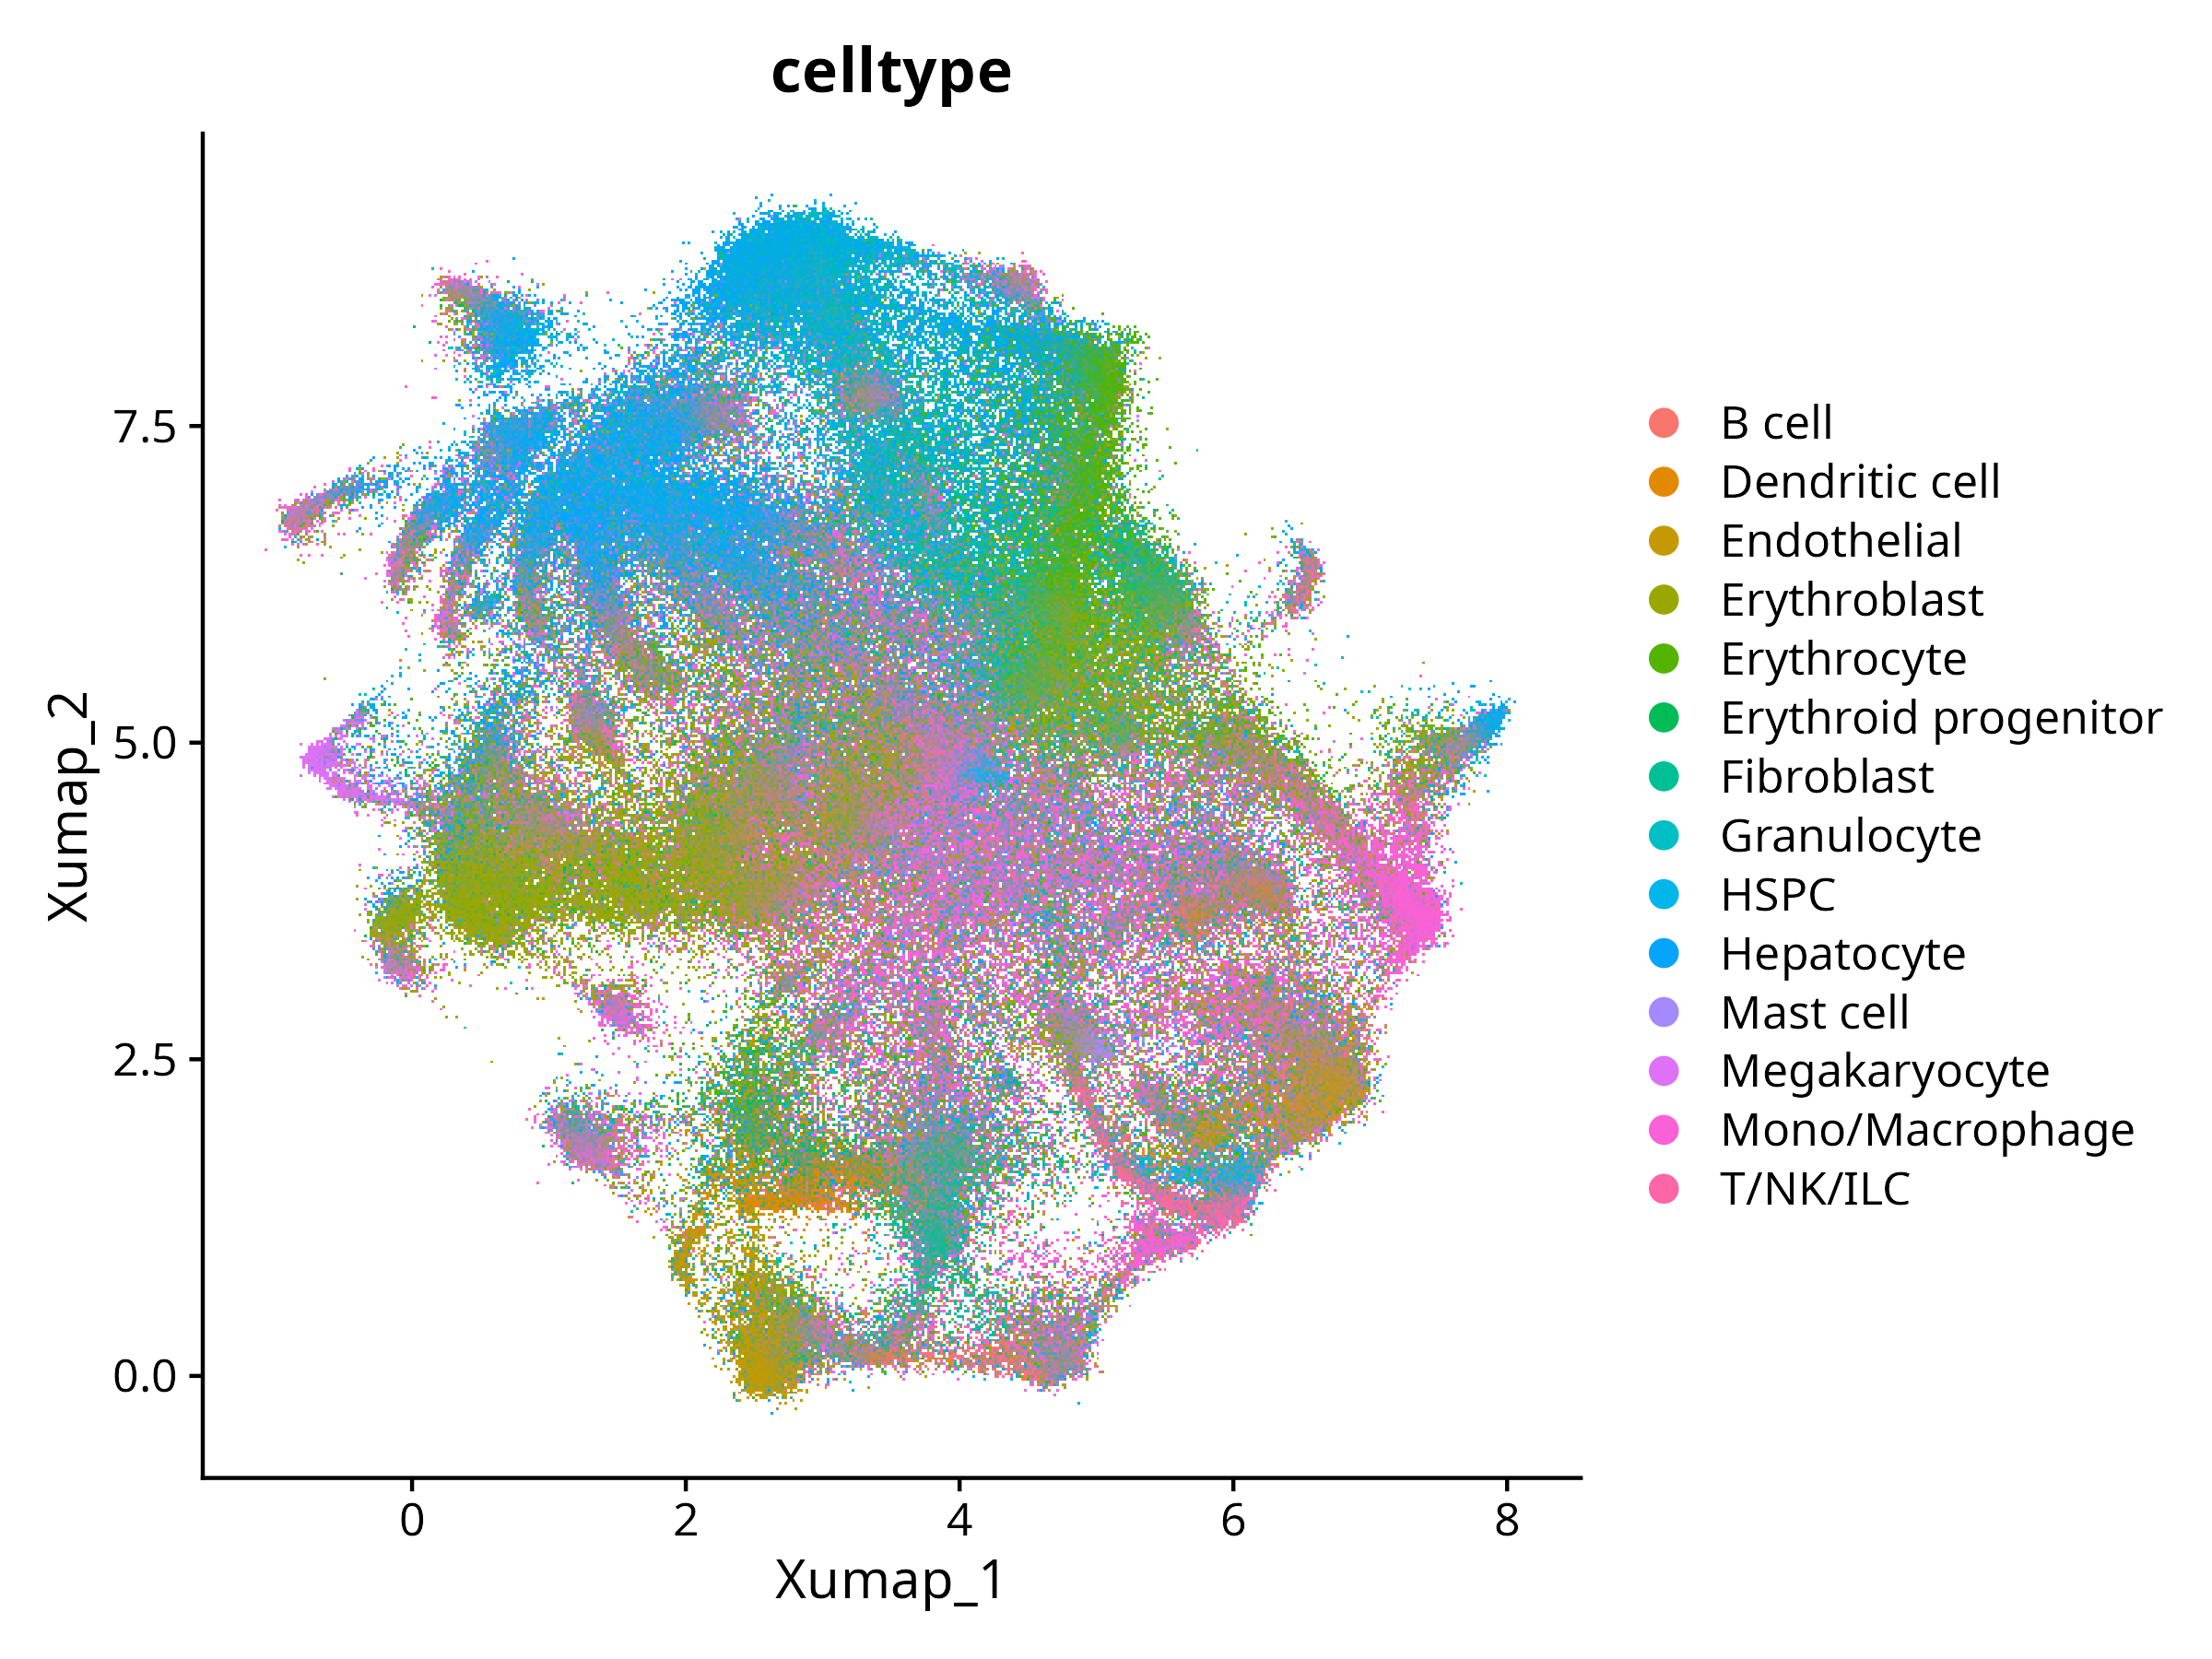 celltype
Xumap_2
7.5
5.0
2.5
0.0
0
2
4
6
8
Xumap_1
B cell
Dendritic cell
Endothelial
Erythroblast
Erythrocyte
Erythroid progenitor
Fibroblast
Granulocyte
HSPC
Hepatocyte
Mast cell
Megakaryocyte
Mono/Macrophage
T/NK/ILC